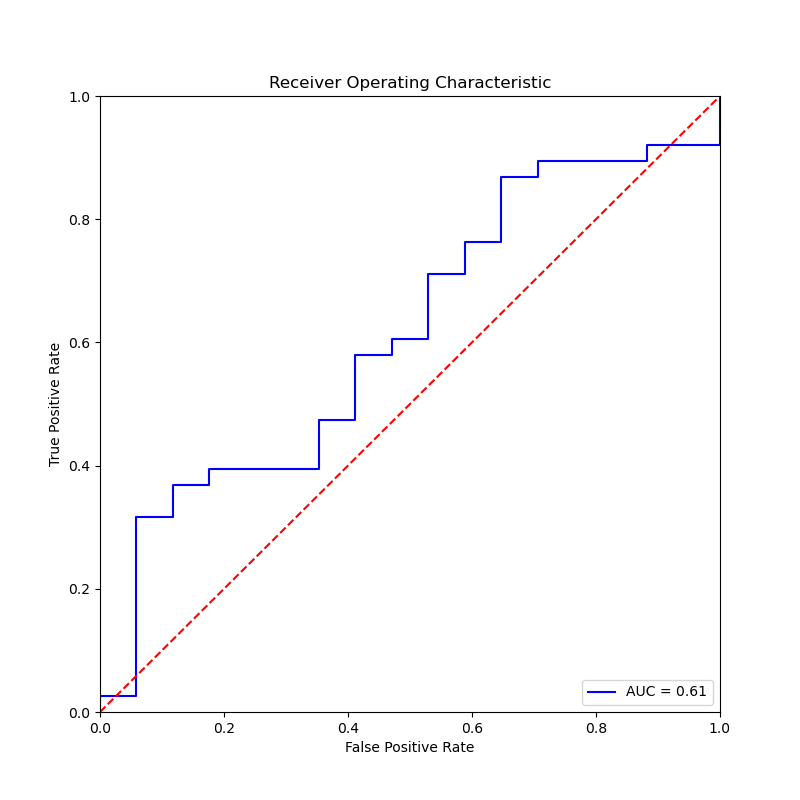 Receiver Operating Characteristic
1.0
0.8
0.6
0.4
0.2
0.0
True Positive Rate
AUC = 0.61
0.0 0.2 0.4 0.6 0.8 1.0
False Positive Rate